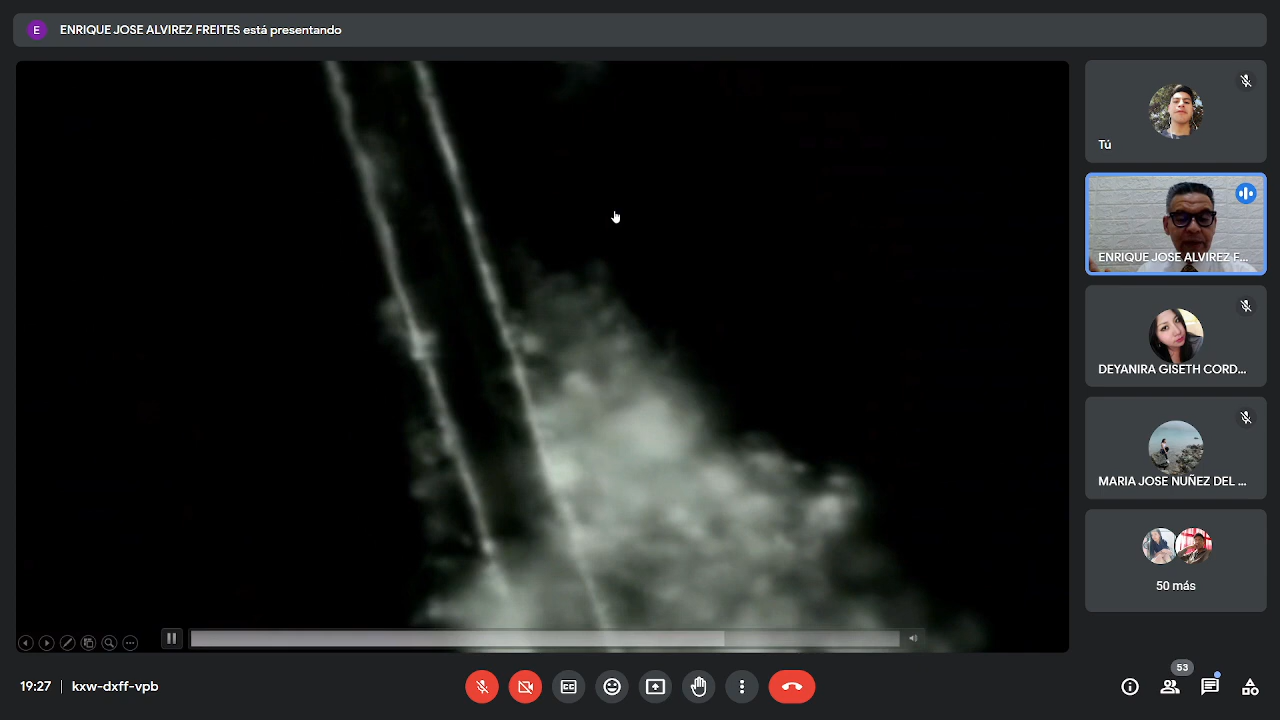 E
ENRIQUE JOSE ALVIREZ FREITES está presentando
Tú
ENRIQUE JOSE ALVIREZ F...
DEYANIRA GISETH CORD...
MARIA JOSE NUÑEZ DEL ...
50 más
19:27 | kxw-dxff-vpb
53